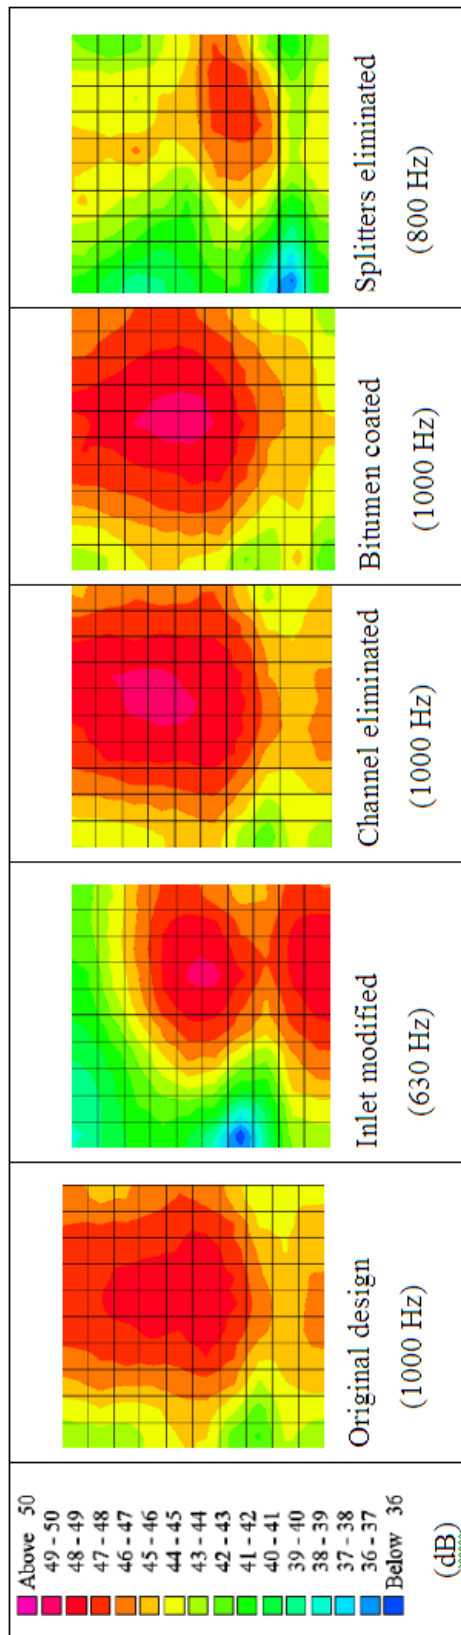 Above 50
49 - 50
48 - 49
47 - 48
46 - 47
45 - 46
44 - 45
43 - 44
42 - 43
41 - 42
40 - 41
39 - 40
38 - 39
37 - 38
36 - 37
Below 36
(dB)
Original design
(1000 Hz)
Inlet modified
(630 Hz)
Channel eliminated
(1000 Hz)
Bitumen coated
(1000 Hz)
Splitters eliminated
(800 Hz)